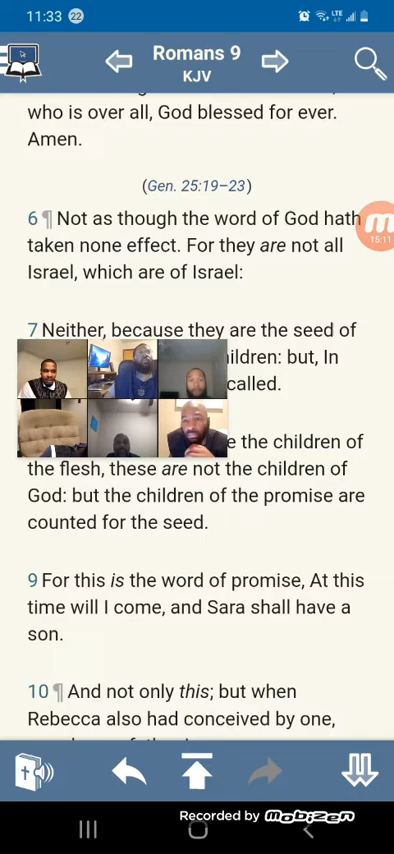 11:33 22 LTE
Romans 9
KJV
who is over all, God blessed for ever.
Amen.
(Gen. 25:19–23)
6 ¶ Not as though the word of God hath
taken none effect. For they are not all
Israel, which are of Israel:
15:11
7 Neither, because they are the seed of
ildren: but, In
called.
e the children of
the flesh, these are not the children of
God: but the children of the promise are
counted for the seed.
9 For this is the word of promise, At this
time will I come, and Sara shall have a
son.
10 ¶ And not only this; but when
Rebecca also had conceived by one,
Recorded by mobizen